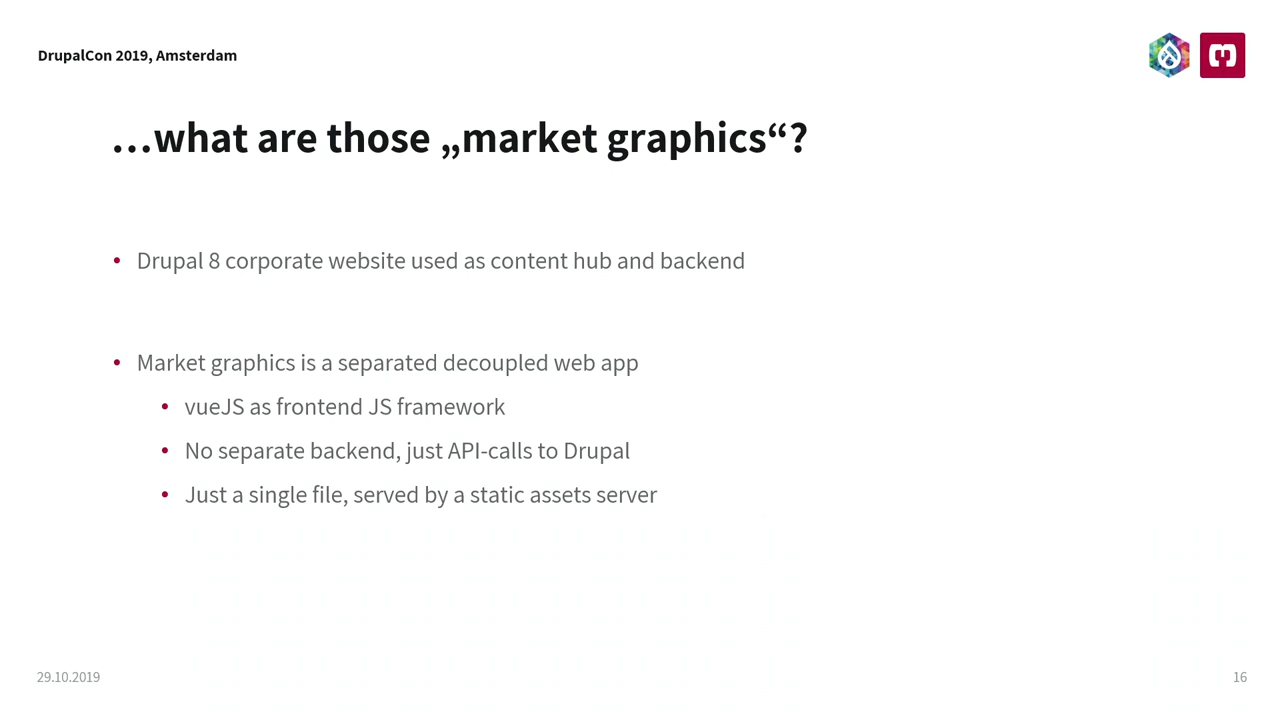 DrupalCon 2019, Amsterdam
…what are those „market graphics“?
• Drupal 8 corporate website used as content hub and backend
• Market graphics is a separated decoupled web app
• vueJS as frontend JS framework
• No separate backend, just API-calls to Drupal
• Just a single file, served by a static assets server
29.10.2019
16